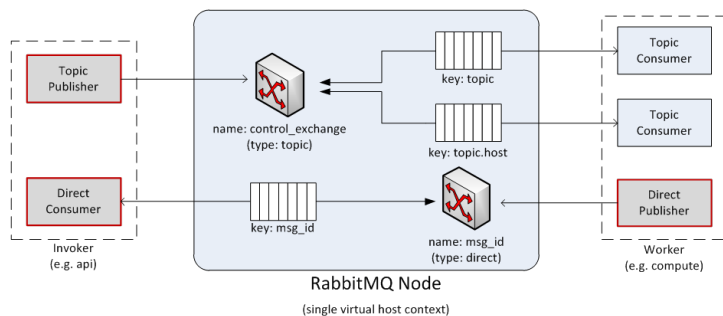 Topic
Publisher
name: control_exchange
(type: topic)
key: topic
Topic
Consumer
key: topic.host
Topic
Consumer
Direct
Consumer
key: msg_id
name: msg_id
(type: direct)
Direct
Publisher
Invoker
(e.g. api)
Worker
(e.g. compute)
RabbitMQ Node
(single virtual host context)